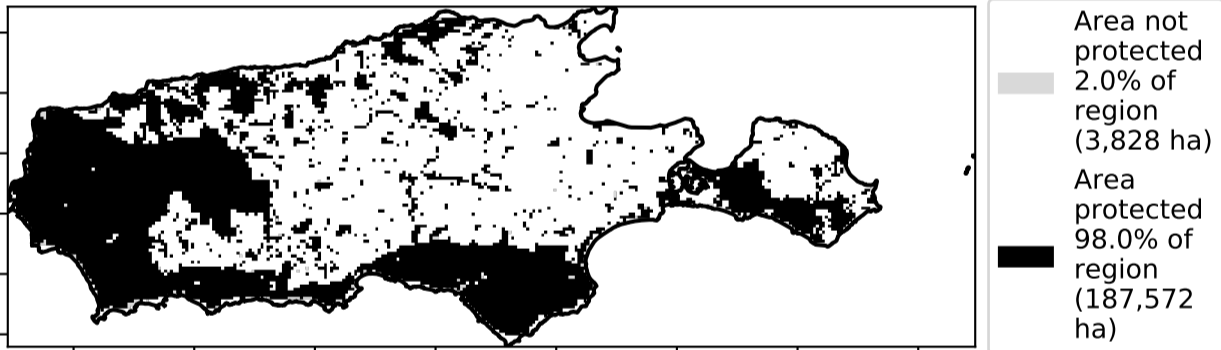 Area not
protected
2.0% of
region
(3,828 ha)
Area
protected
98.0% of
region
(187,572
ha)